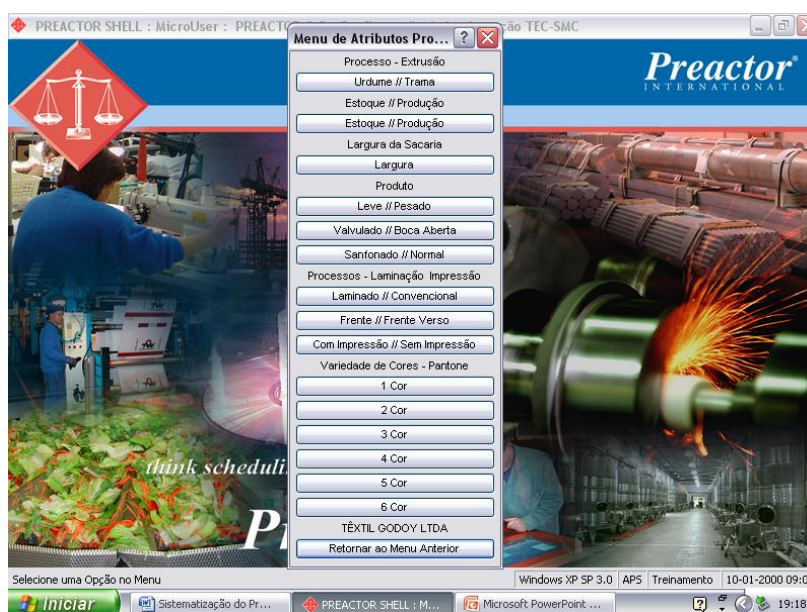 PREACTOR SHELL : MicroUser : PREACTO
ção TEC-SMC
Menu de Atributos Pro...
Preactor
INTERNATIONAL
Processo - Extrusão
Urdume // Trama
Estoque // Produção
Estoque // Produção
Largura da Sacaria
Largura
Produto
Leve // Pesado
Valvulado // Boca Aberta
Sanfonado // Normal
Processos - Laminação Impressão
Laminado // Convencional
Frente // Frente Verso
Com Impressão // Sem Impressão
Variedade de Cores - Pantone
1 Cor
2 Cor
3 Cor
4 Cor
5 Cor
6 Cor
TÊXTIL GODOY LTDA
Retornar ao Menu Anterior
think scheduli
P
Selecione uma Opção no Menu
Windows XP SP 3.0
APS
Treinamento
10-01-2000 09:0
Iniciar
Sistematização do Pr...
PREACTOR SHELL : M...
Microsoft PowerPoint ...
19:18